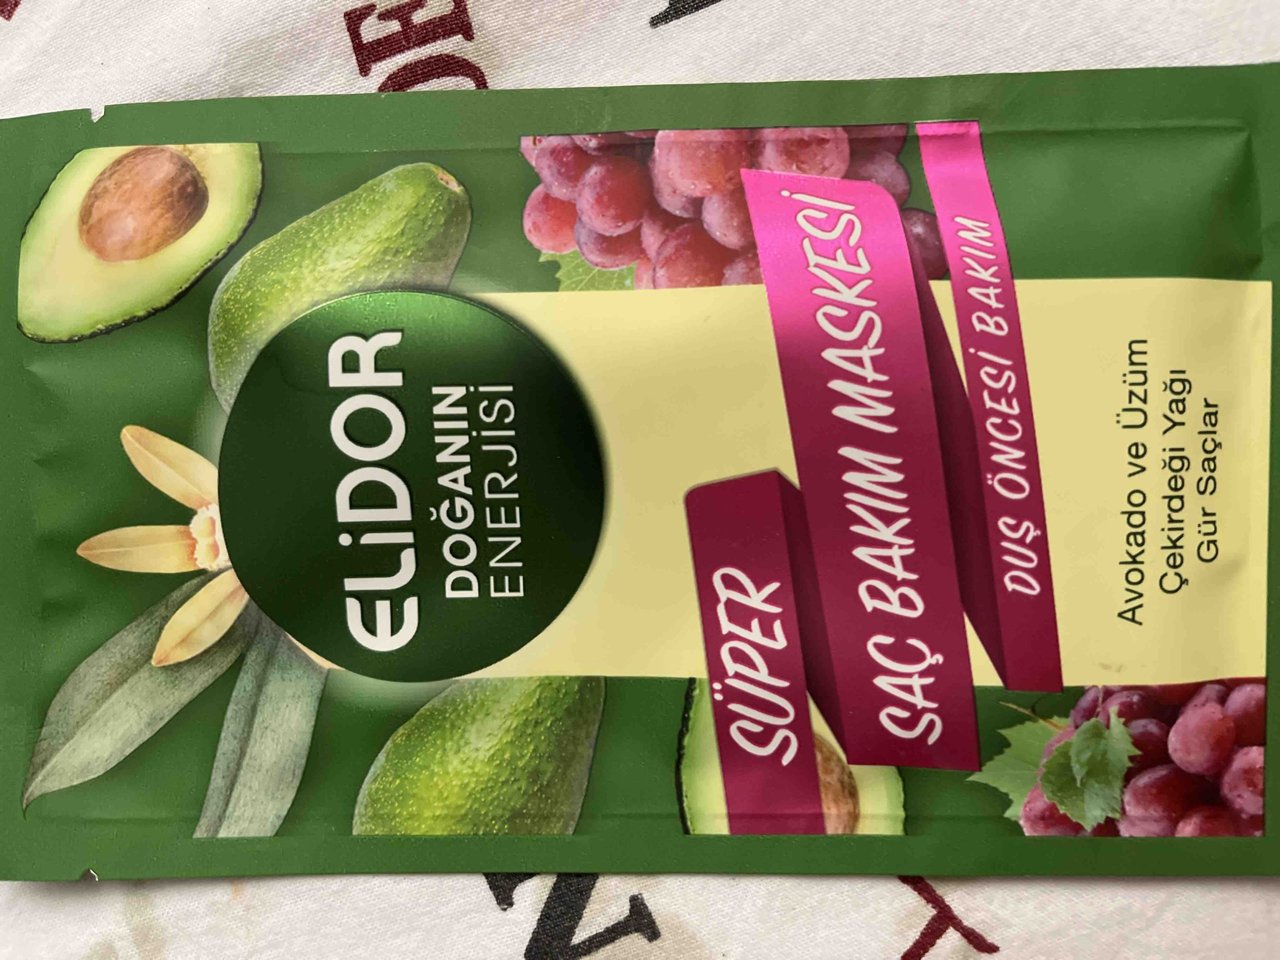 ELiDOR
DOĞANIN
ENERJİSİ
SÜPER
SAÇ BAKIM MASKESİ
DUŞ ÖNCESİ BAKIM
Avokado ve Üzüm
Çekirdeği Yağı
Gür Saçlar